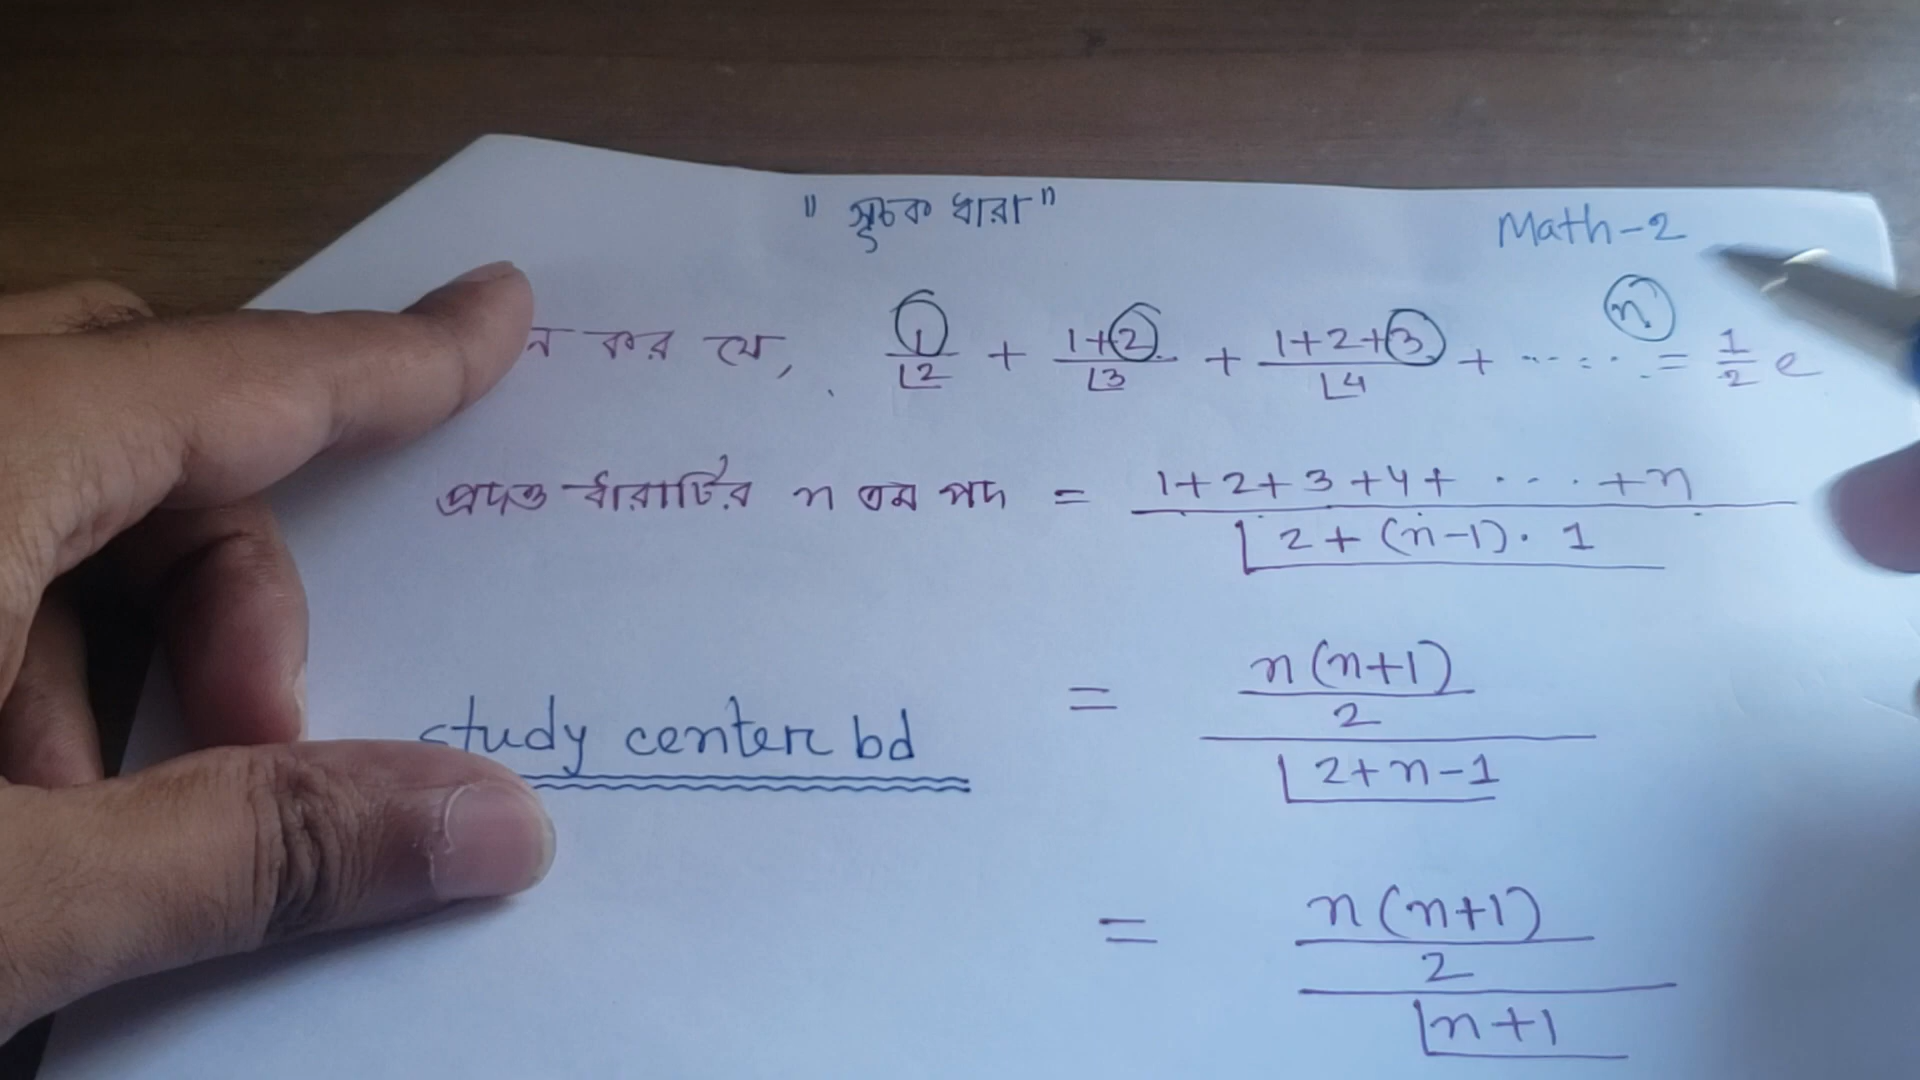 " সূচক ধারা "
Math-2
ন কর যে, 1/⌊2 + 1+2/⌊3 + 1+2+3/⌊4 + ..... n = 1/2 e
প্রদত্ত ধারাটির n তম পদ = 1+2+3+4+ .... +n / ⌊2+(n-1).1
= n(n+1)/2 / ⌊2+n-1
study center bd
= n(n+1)/2 / ⌊n+1